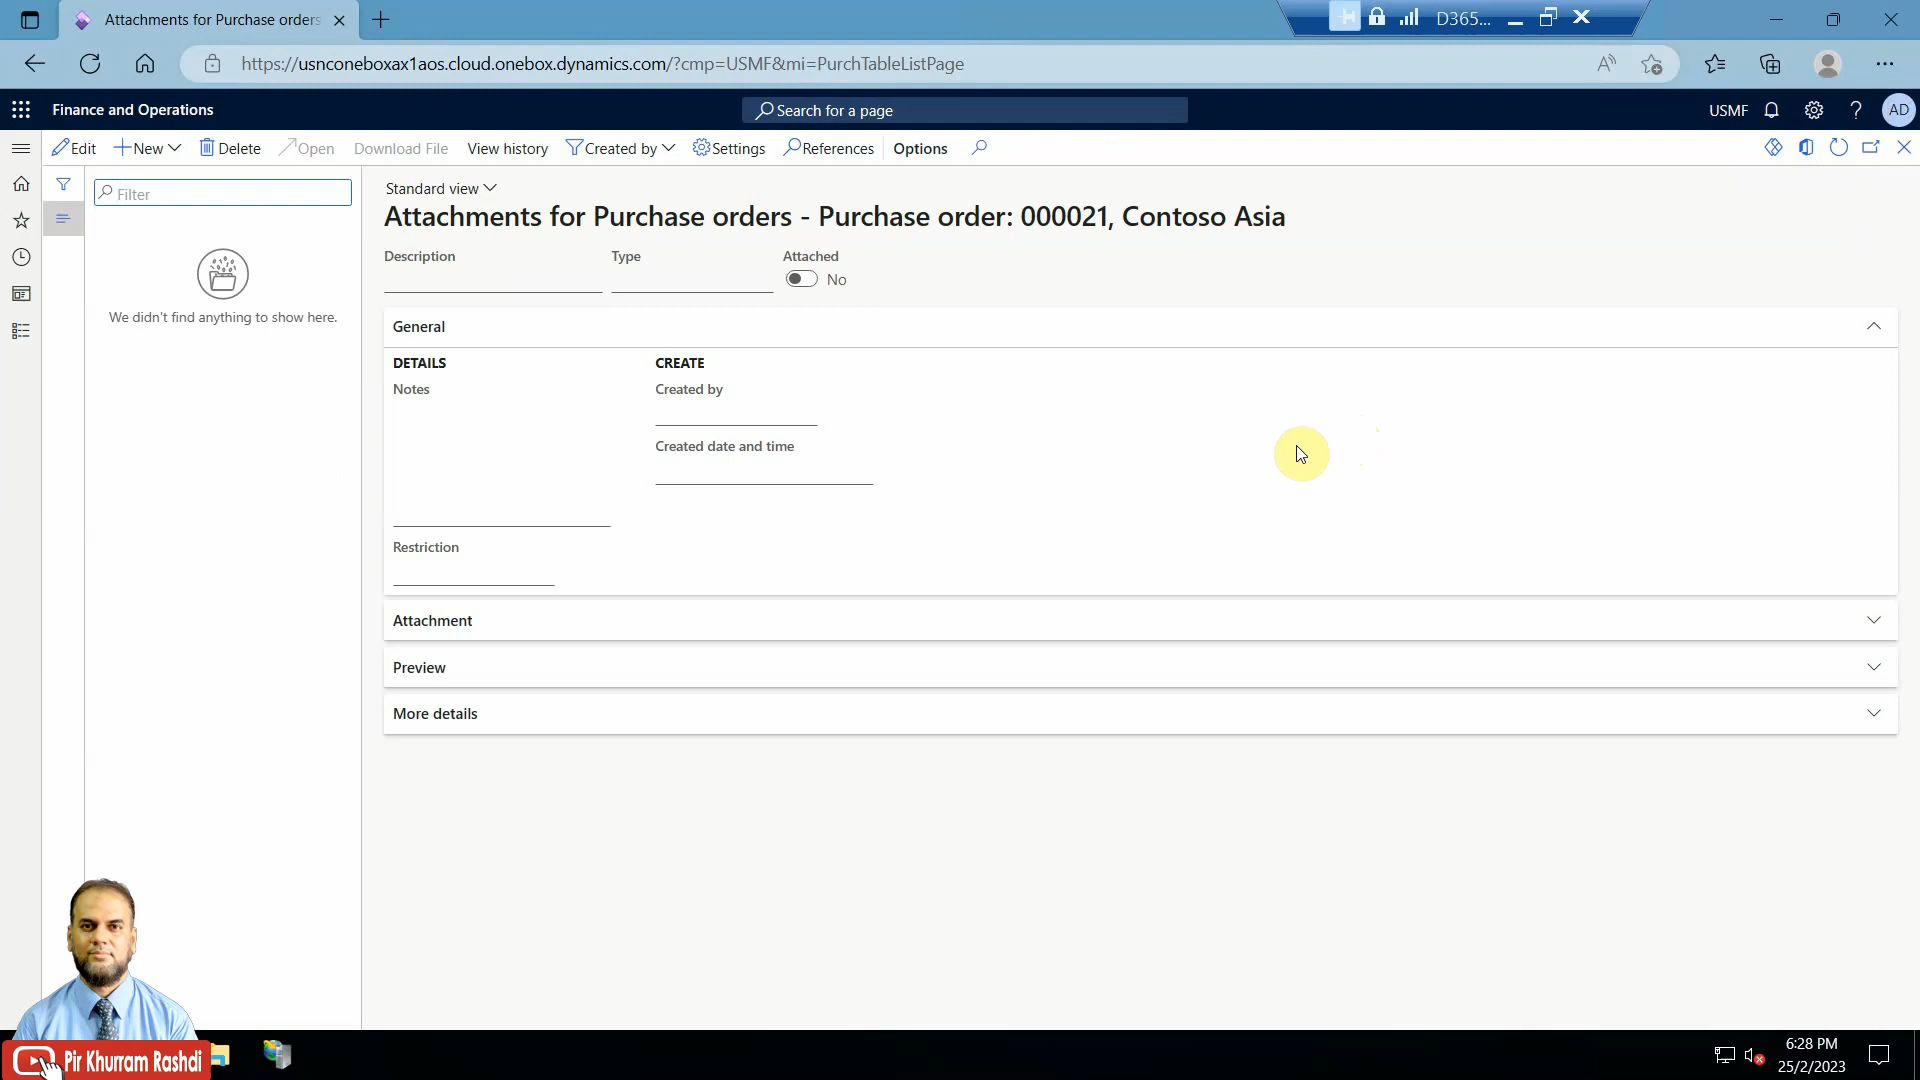 Attachments for Purchase orders
D365...
https://usnconeboxax1aos.cloud.onebox.dynamics.com/?cmp=USMF&mi=PurchTableListPage
Finance and Operations
Search for a page
USMF
AD
Edit
New
Delete
Open
Download File
View history
Created by
Settings
References
Options
Filter
We didn't find anything to show here.
Standard view
Attachments for Purchase orders - Purchase order: 000021, Contoso Asia
Description
Type
Attached
No
General
DETAILS
CREATE
Notes
Created by
Created date and time
Restriction
Attachment
Preview
More details
Pir Khurram Rashdi
6:28 PM
25/2/2023